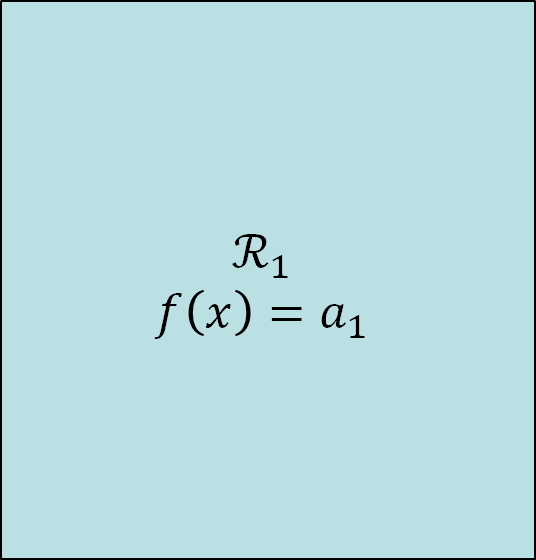 ℛ₁
f(x) = a₁